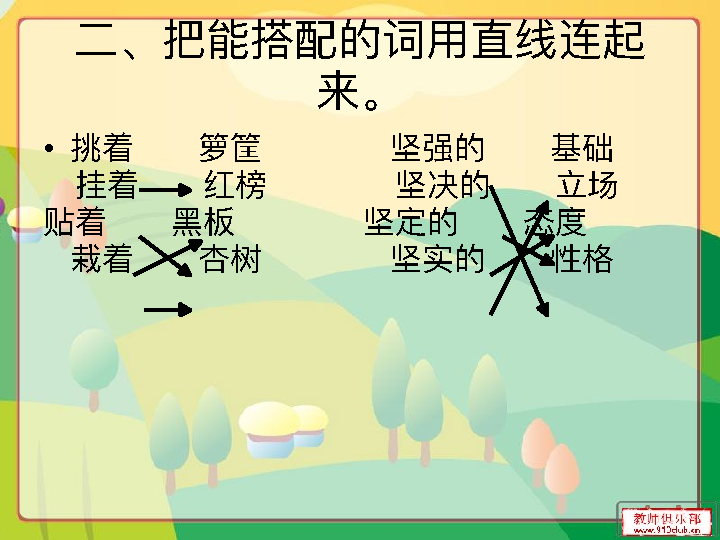 二、把能搭配的词用直线连起
来。
• 挑着 箩筐 坚强的 基础
挂着 红榜 坚决的 立场
贴着 黑板 坚定的 态度
栽着 杏树 坚实的 性格
教师俱乐部
www.910club.cn